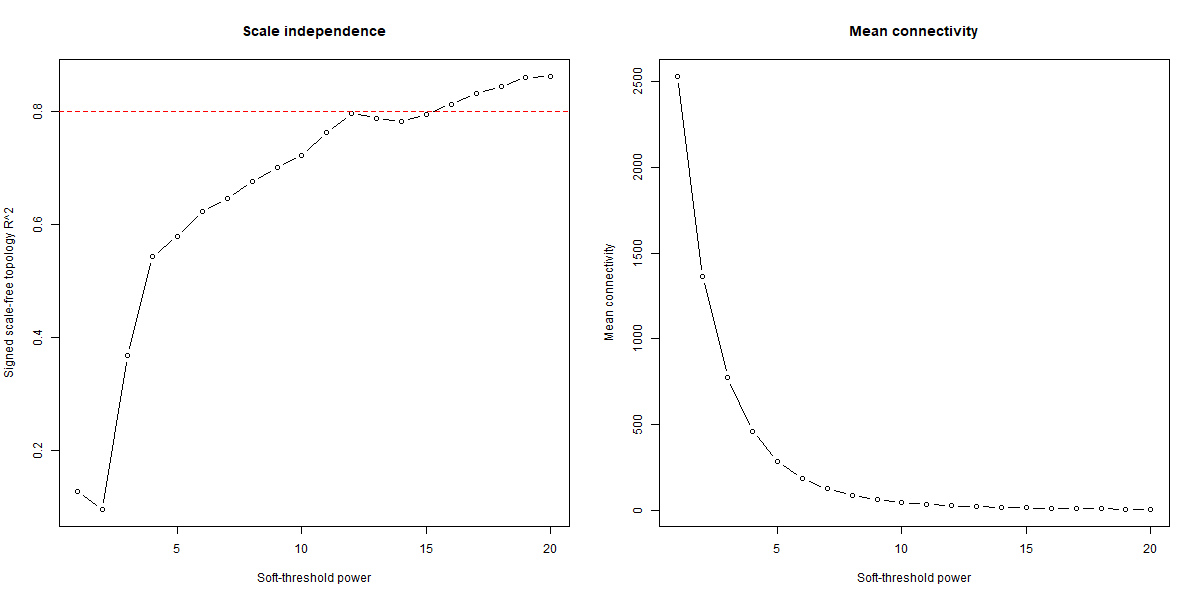 Scale independence
Signed scale-free topology R^2
0.8
0.6
0.4
0.2
5 10 15 20
Soft-threshold power
Mean connectivity
Mean connectivity
2500
2000
1500
1000
500
0
5 10 15 20
Soft-threshold power